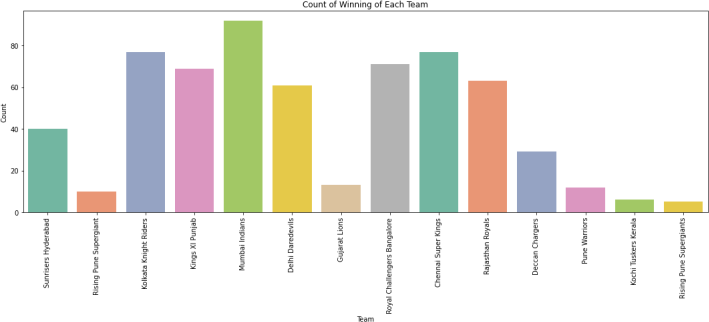 Count of Winning of Each Team
Count
80
60
40
20
0
Sunrisers Hyderabad
Rising Pune Supergiant
Kolkata Knight Riders
Kings XI Punjab
Mumbai Indians
Delhi Daredevils
Gujarat Lions
Royal Challengers Bangalore
Chennai Super Kings
Rajasthan Royals
Deccan Chargers
Pune Warriors
Kochi Tuskers Kerala
Rising Pune Supergiants
Team